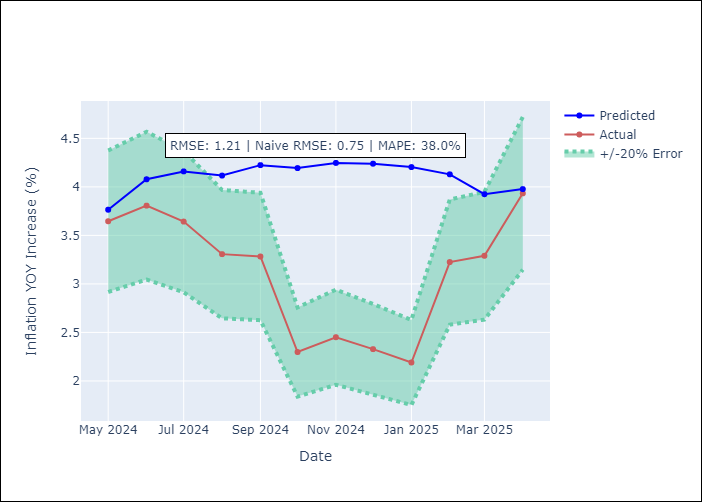 RMSE: 1.21 | Naive RMSE: 0.75 | MAPE: 38.0%
Predicted
Actual
+/-20% Error
Inflation YOY Increase (%)
4.5
4
3.5
3
2.5
2
May 2024
Jul 2024
Sep 2024
Nov 2024
Jan 2025
Mar 2025
Date